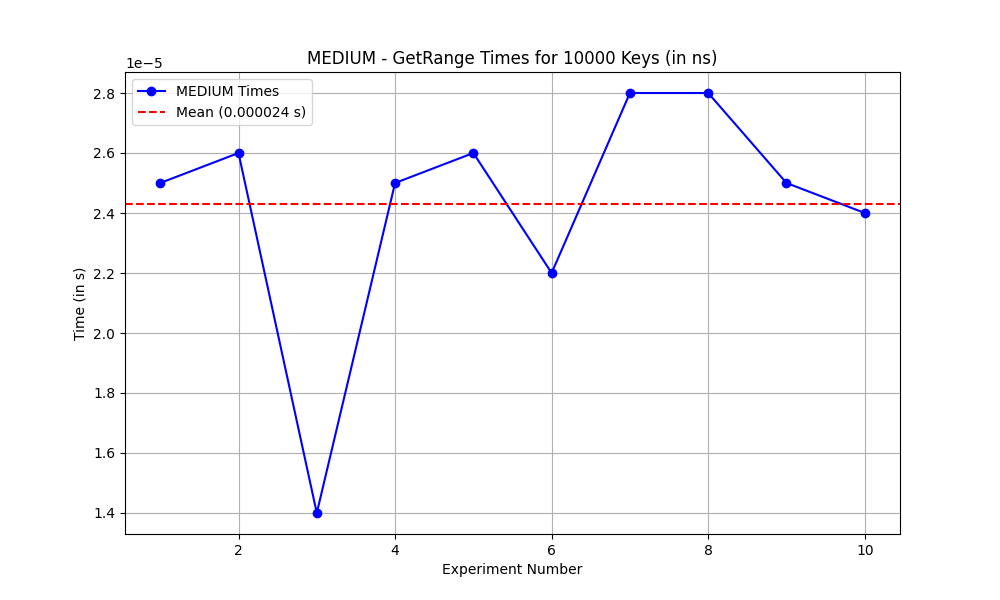 MEDIUM - GetRange Times for 10000 Keys (in ns)
1e−5
MEDIUM Times
Mean (0.000024 s)
2.8
2.6
2.4
2.2
2.0
1.8
1.6
1.4
Time (in s)
2 4 6 8 10
Experiment Number